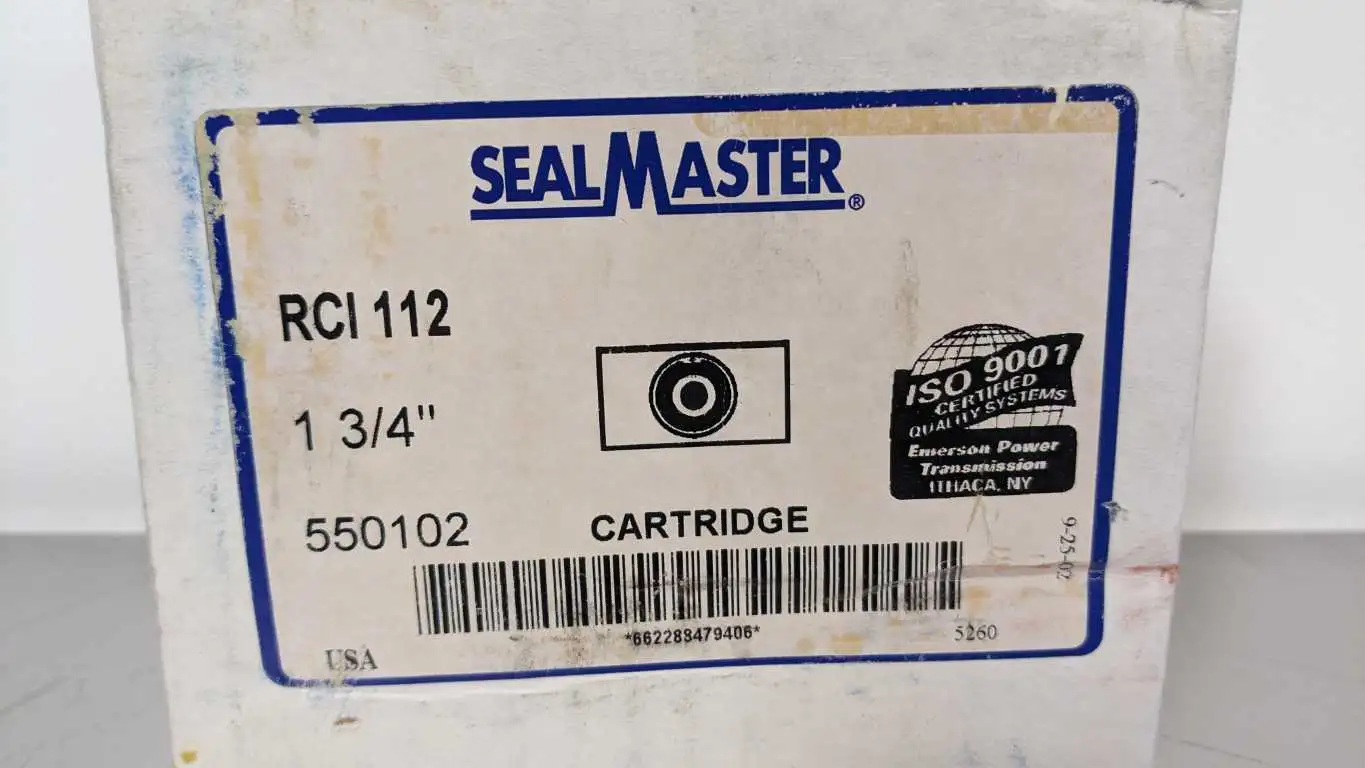 SEALMASTER®
RCI 112
1 3/4"
ISO 9001
CERTIFIED
QUALITY SYSTEMS
Emerson Power
Transmission
ITHACA, NY
550102
CARTRIDGE
9-25-02
*662288479406*
5260
USA